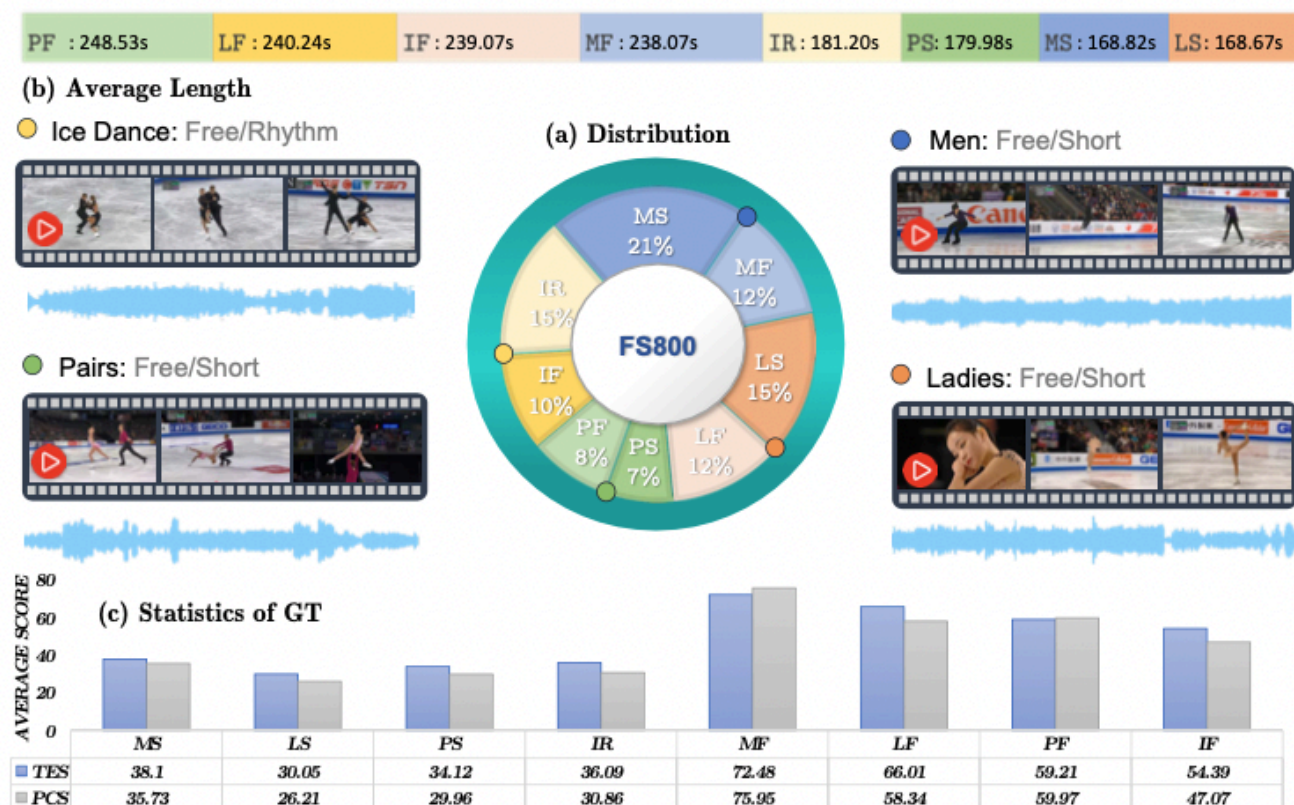 PF : 248.53s LF : 240.24s IF : 239.07s MF : 238.07s IR : 181.20s PS: 179.98s MS : 168.82s LS: 168.67s
(b) Average Length
Ice Dance: Free/Rhythm
(a) Distribution
Men: Free/Short
MS
21%
MF
12%
IR
15%
FS800
LS
15%
IF
10%
PF
8%
PS
7%
LF
12%
Pairs: Free/Short
Ladies: Free/Short
(c) Statistics of GT
AVERAGE SCORE
80
60
40
20
0
MS LS PS IR MF LF PF IF
TES 38.1 30.05 34.12 36.09 72.48 66.01 59.21 54.39
PCS 35.73 26.21 29.96 30.86 75.95 58.34 59.97 47.07